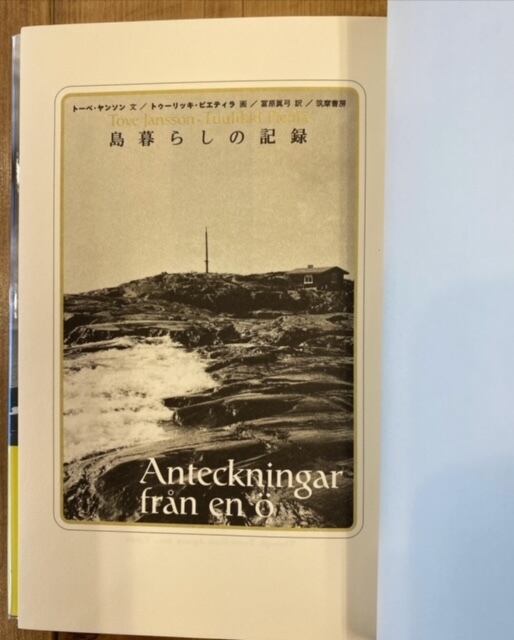 トーベ・ヤンソン 文／トゥーリッキ・ピエティラ 画／冨原眞弓 訳／筑摩書房
Tove Jansson・Tuulikki Pietilä
島暮らしの記録
Anteckningar
från en ö